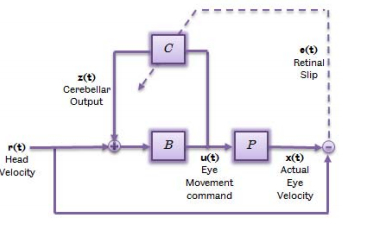 C
e(t)
Retinal
Slip
z(t)
Cerebellar
Output
r(t)
Head
Velocity
+
B
u(t)
Eye
Movement
command
P
x(t)
Actual
Eye
Velocity
−